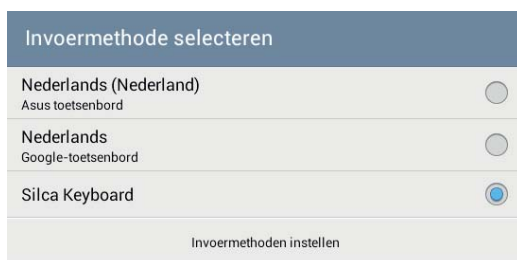 Invoermethode selecteren
Nederlands (Nederland)
Asus toetsenbord
Nederlands
Google-toetsenbord
Silca Keyboard
Invoermethoden instellen